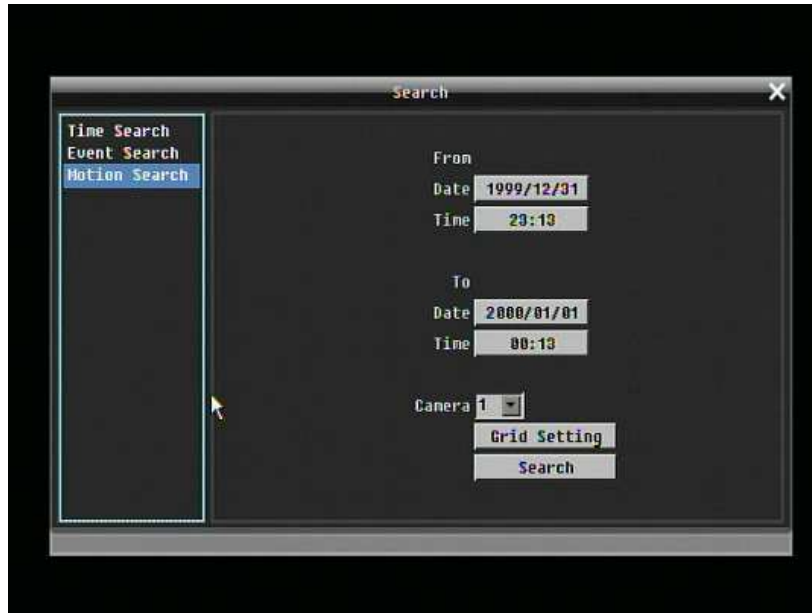 Search
Time Search
Event Search
Motion Search
From
Date 1999/12/31
Time 23:13
To
Date 2000/01/01
Time 00:13
Camera 1
Grid Setting
Search